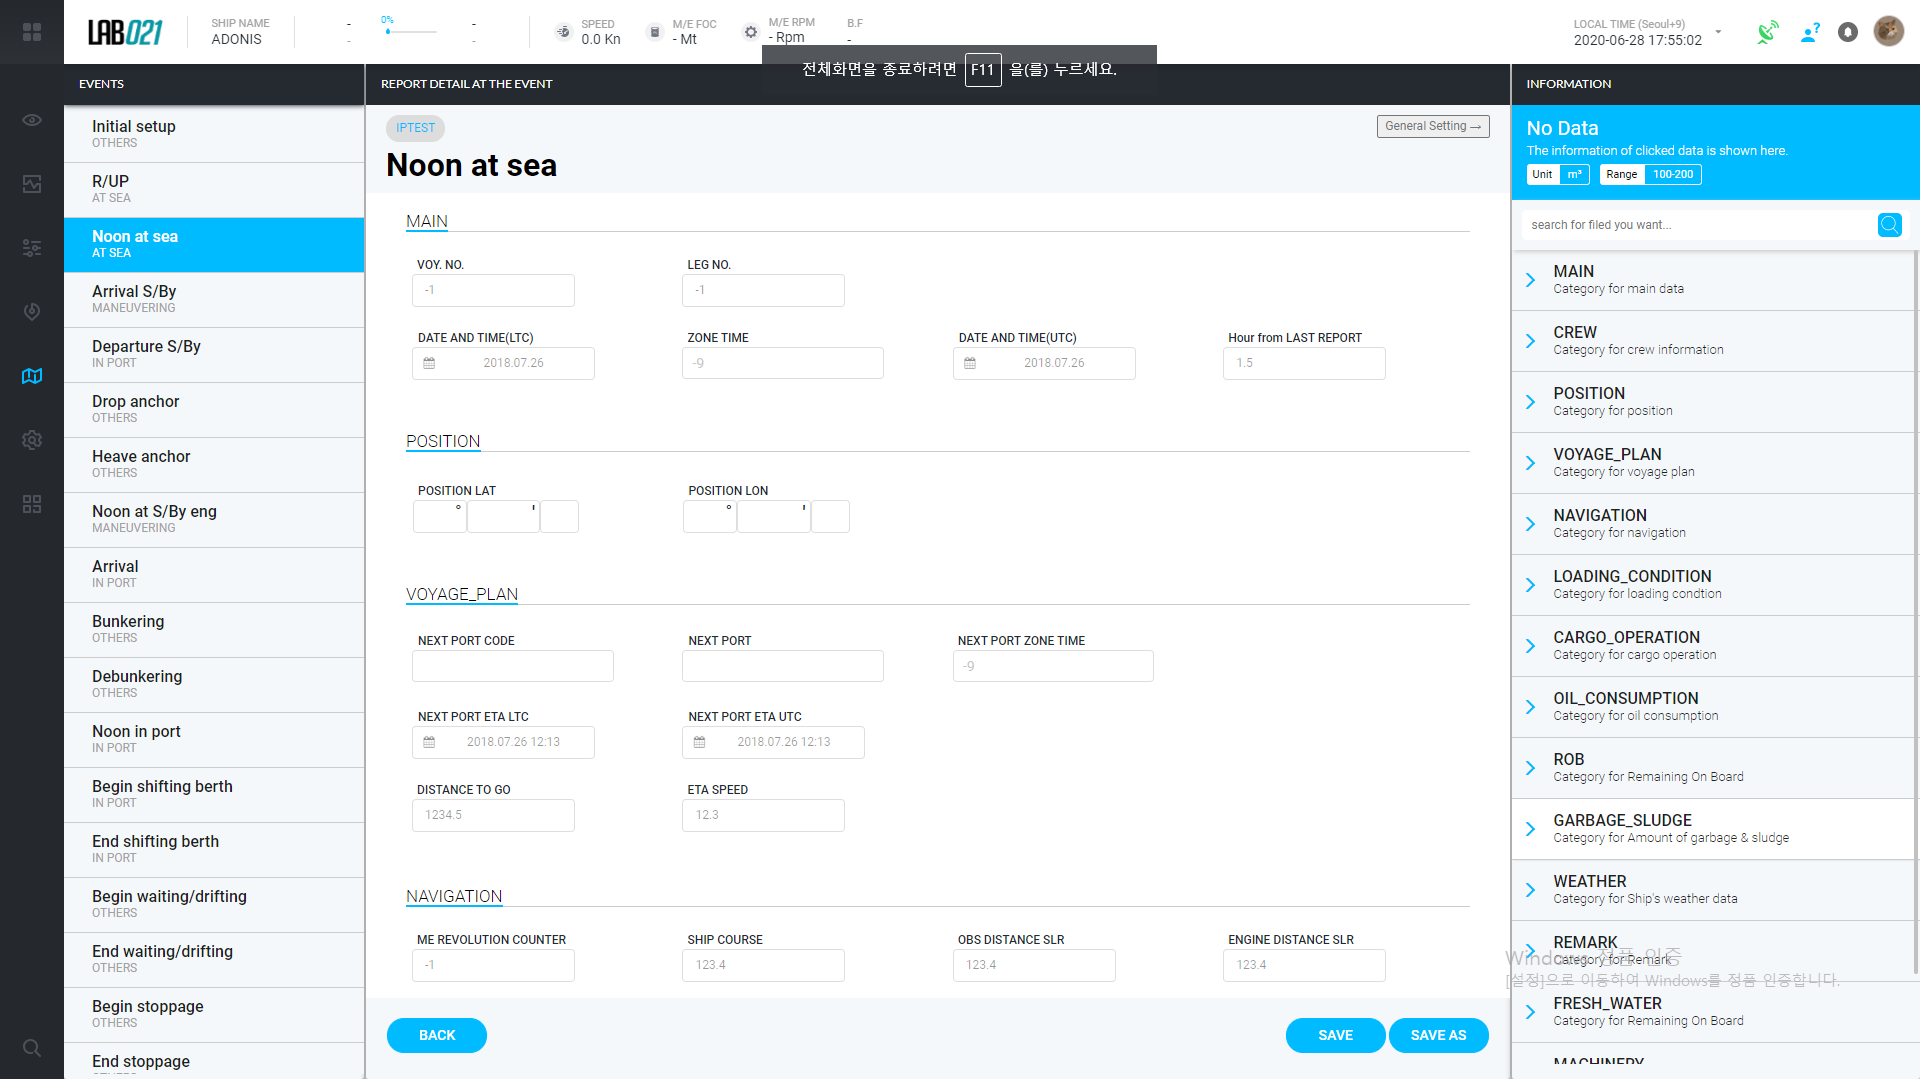 LAB021
SHIP NAME
ADONIS
-
-
0%
-
-
SPEED
0.0 Kn
M/E FOC
- Mt
M/E RPM
- Rpm
B.F
-
LOCAL TIME (Seoul+9)
2020-06-28 17:55:02
전체화면을 종료하려면 F11 을(를) 누르세요.
EVENTS
Initial setup
OTHERS
R/UP
AT SEA
Noon at sea
AT SEA
Arrival S/By
MANEUVERING
Departure S/By
IN PORT
Drop anchor
OTHERS
Heave anchor
OTHERS
Noon at S/By eng
MANEUVERING
Arrival
IN PORT
Bunkering
OTHERS
Debunkering
OTHERS
Noon in port
IN PORT
Begin shifting berth
IN PORT
End shifting berth
IN PORT
Begin waiting/drifting
OTHERS
End waiting/drifting
OTHERS
Begin stoppage
OTHERS
End stoppage
REPORT DETAIL AT THE EVENT
IPTEST
General Setting →
Noon at sea
MAIN
VOY. NO.
-1
LEG NO.
-1
DATE AND TIME(LTC)
2018.07.26
ZONE TIME
-9
DATE AND TIME(UTC)
2018.07.26
Hour from LAST REPORT
1.5
POSITION
POSITION LAT
° '
POSITION LON
° '
VOYAGE_PLAN
NEXT PORT CODE
NEXT PORT
NEXT PORT ZONE TIME
-9
NEXT PORT ETA LTC
2018.07.26 12:13
NEXT PORT ETA UTC
2018.07.26 12:13
DISTANCE TO GO
1234.5
ETA SPEED
12.3
NAVIGATION
ME REVOLUTION COUNTER
-1
SHIP COURSE
123.4
OBS DISTANCE SLR
123.4
ENGINE DISTANCE SLR
123.4
BACK
SAVE
SAVE AS
INFORMATION
No Data
The information of clicked data is shown here.
Unit m³ Range 100-200
search for filed you want...
MAIN
Category for main data
CREW
Category for crew information
POSITION
Category for position
VOYAGE_PLAN
Category for voyage plan
NAVIGATION
Category for navigation
LOADING_CONDITION
Category for loading condtion
CARGO_OPERATION
Category for cargo operation
OIL_CONSUMPTION
Category for oil consumption
ROB
Category for Remaining On Board
GARBAGE_SLUDGE
Category for Amount of garbage & sludge
WEATHER
Category for Ship's weather data
REMARK
Category for Remark
Windows 정품 인증
[설정]으로 이동하여 Windows를 정품 인증합니다.
FRESH_WATER
Category for Remaining On Board
MACHINERY